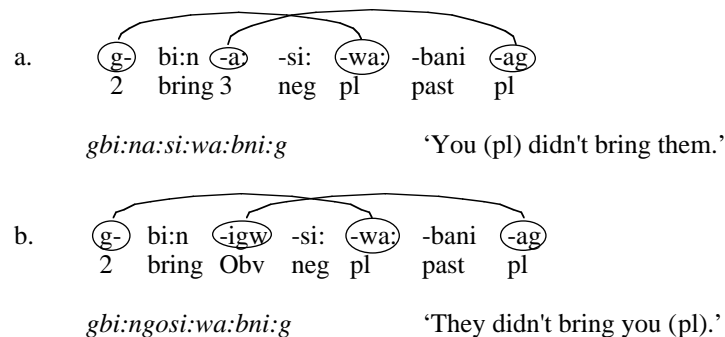 a. g- bi:n -a: -si: -wa: -bani -ag
2 bring 3 neg pl past pl
gbi:na:si:wa:bni:g ‘You (pl) didn't bring them.’
b. g- bi:n -igw -si: -wa: -bani -ag
2 bring Obv neg pl past pl
gbi:ngosi:wa:bni:g ‘They didn't bring you (pl).’